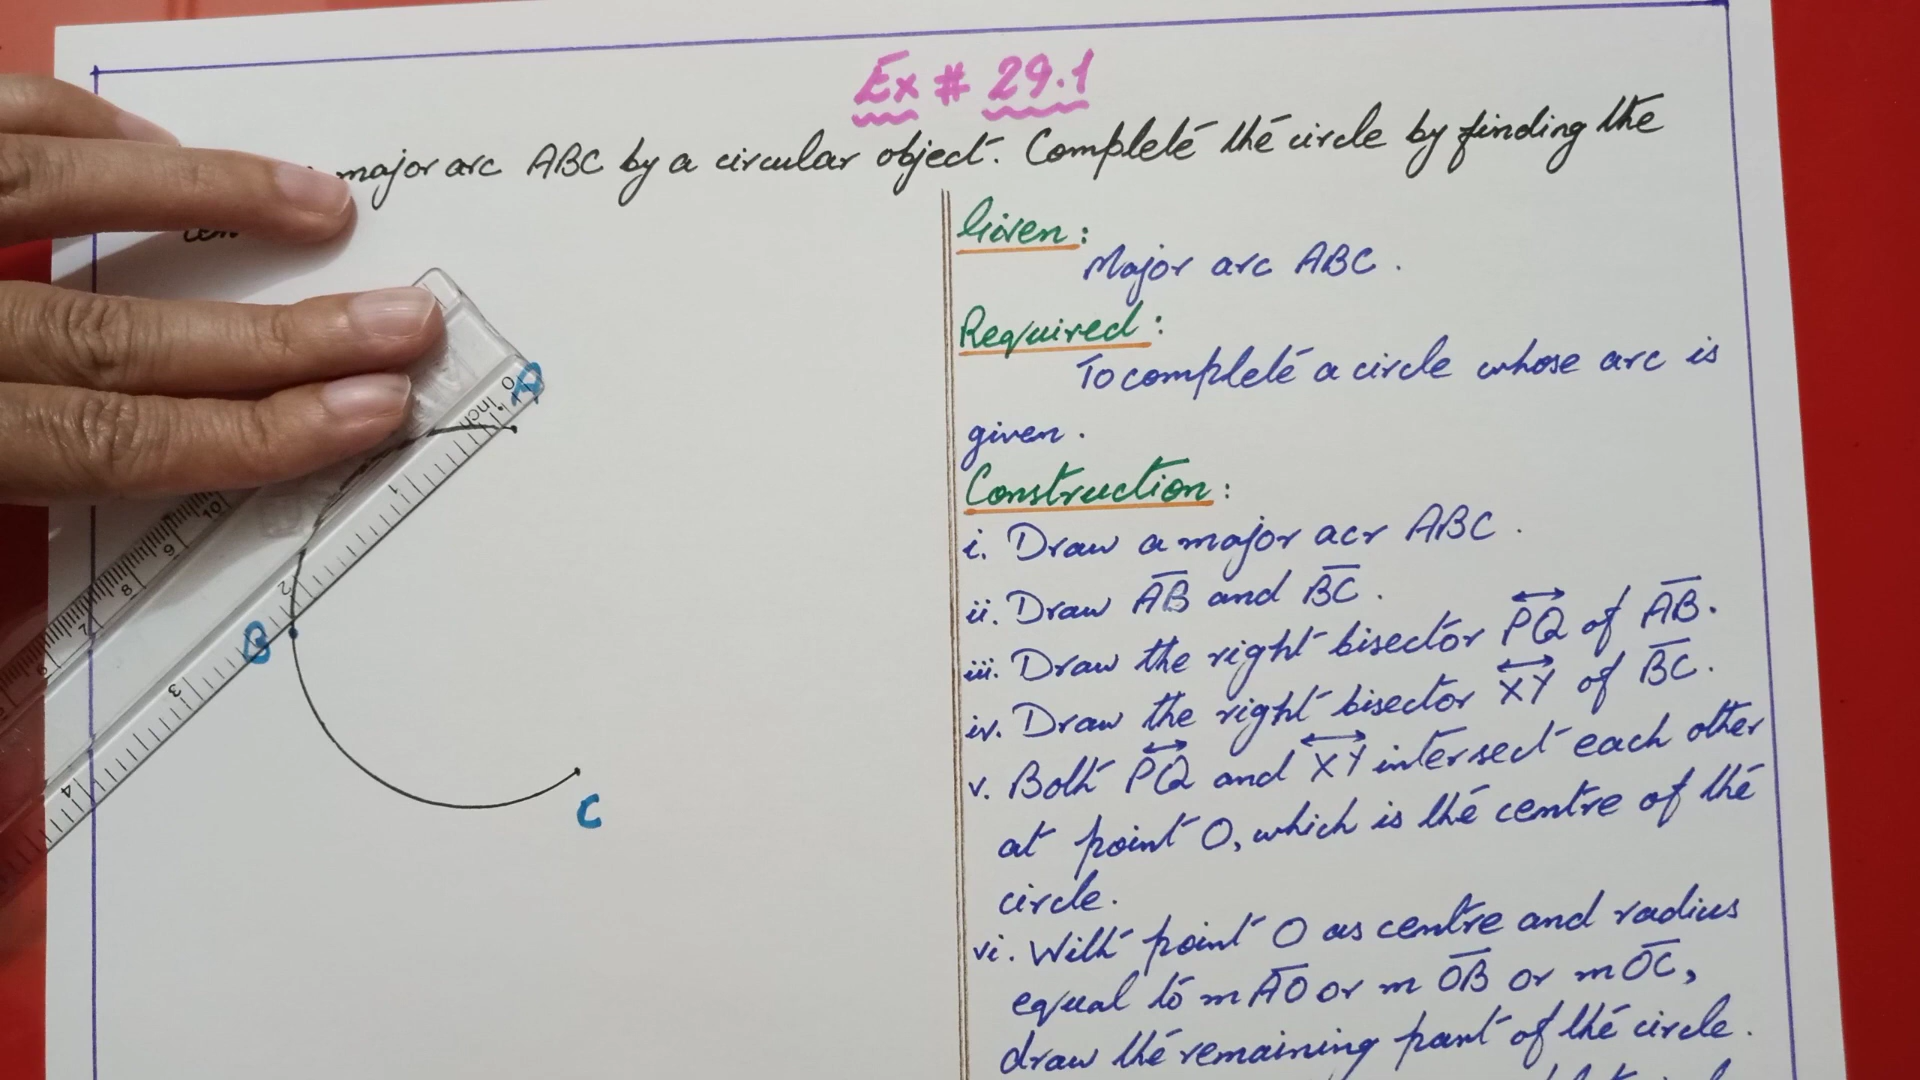 Ex # 29.1
major arc ABC by a circular object. Complete the circle by finding the
cen
Given:
Major arc ABC.
Required:
To complete a circle whose arc is
given.
Construction:
i. Draw a major acr ABC.
ii. Draw AB and BC.
iii. Draw the right bisector PQ of AB.
iv. Draw the right bisector XY of BC.
v. Both PQ and XY intersect each other
at point O, which is the centre of the
circle.
vi. With point O as centre and radius
equal to m AO or m OB or m OC,
draw the remaining part of the circle.
A
B
C
0 1 2 3 4
Inch
10 9 8 7